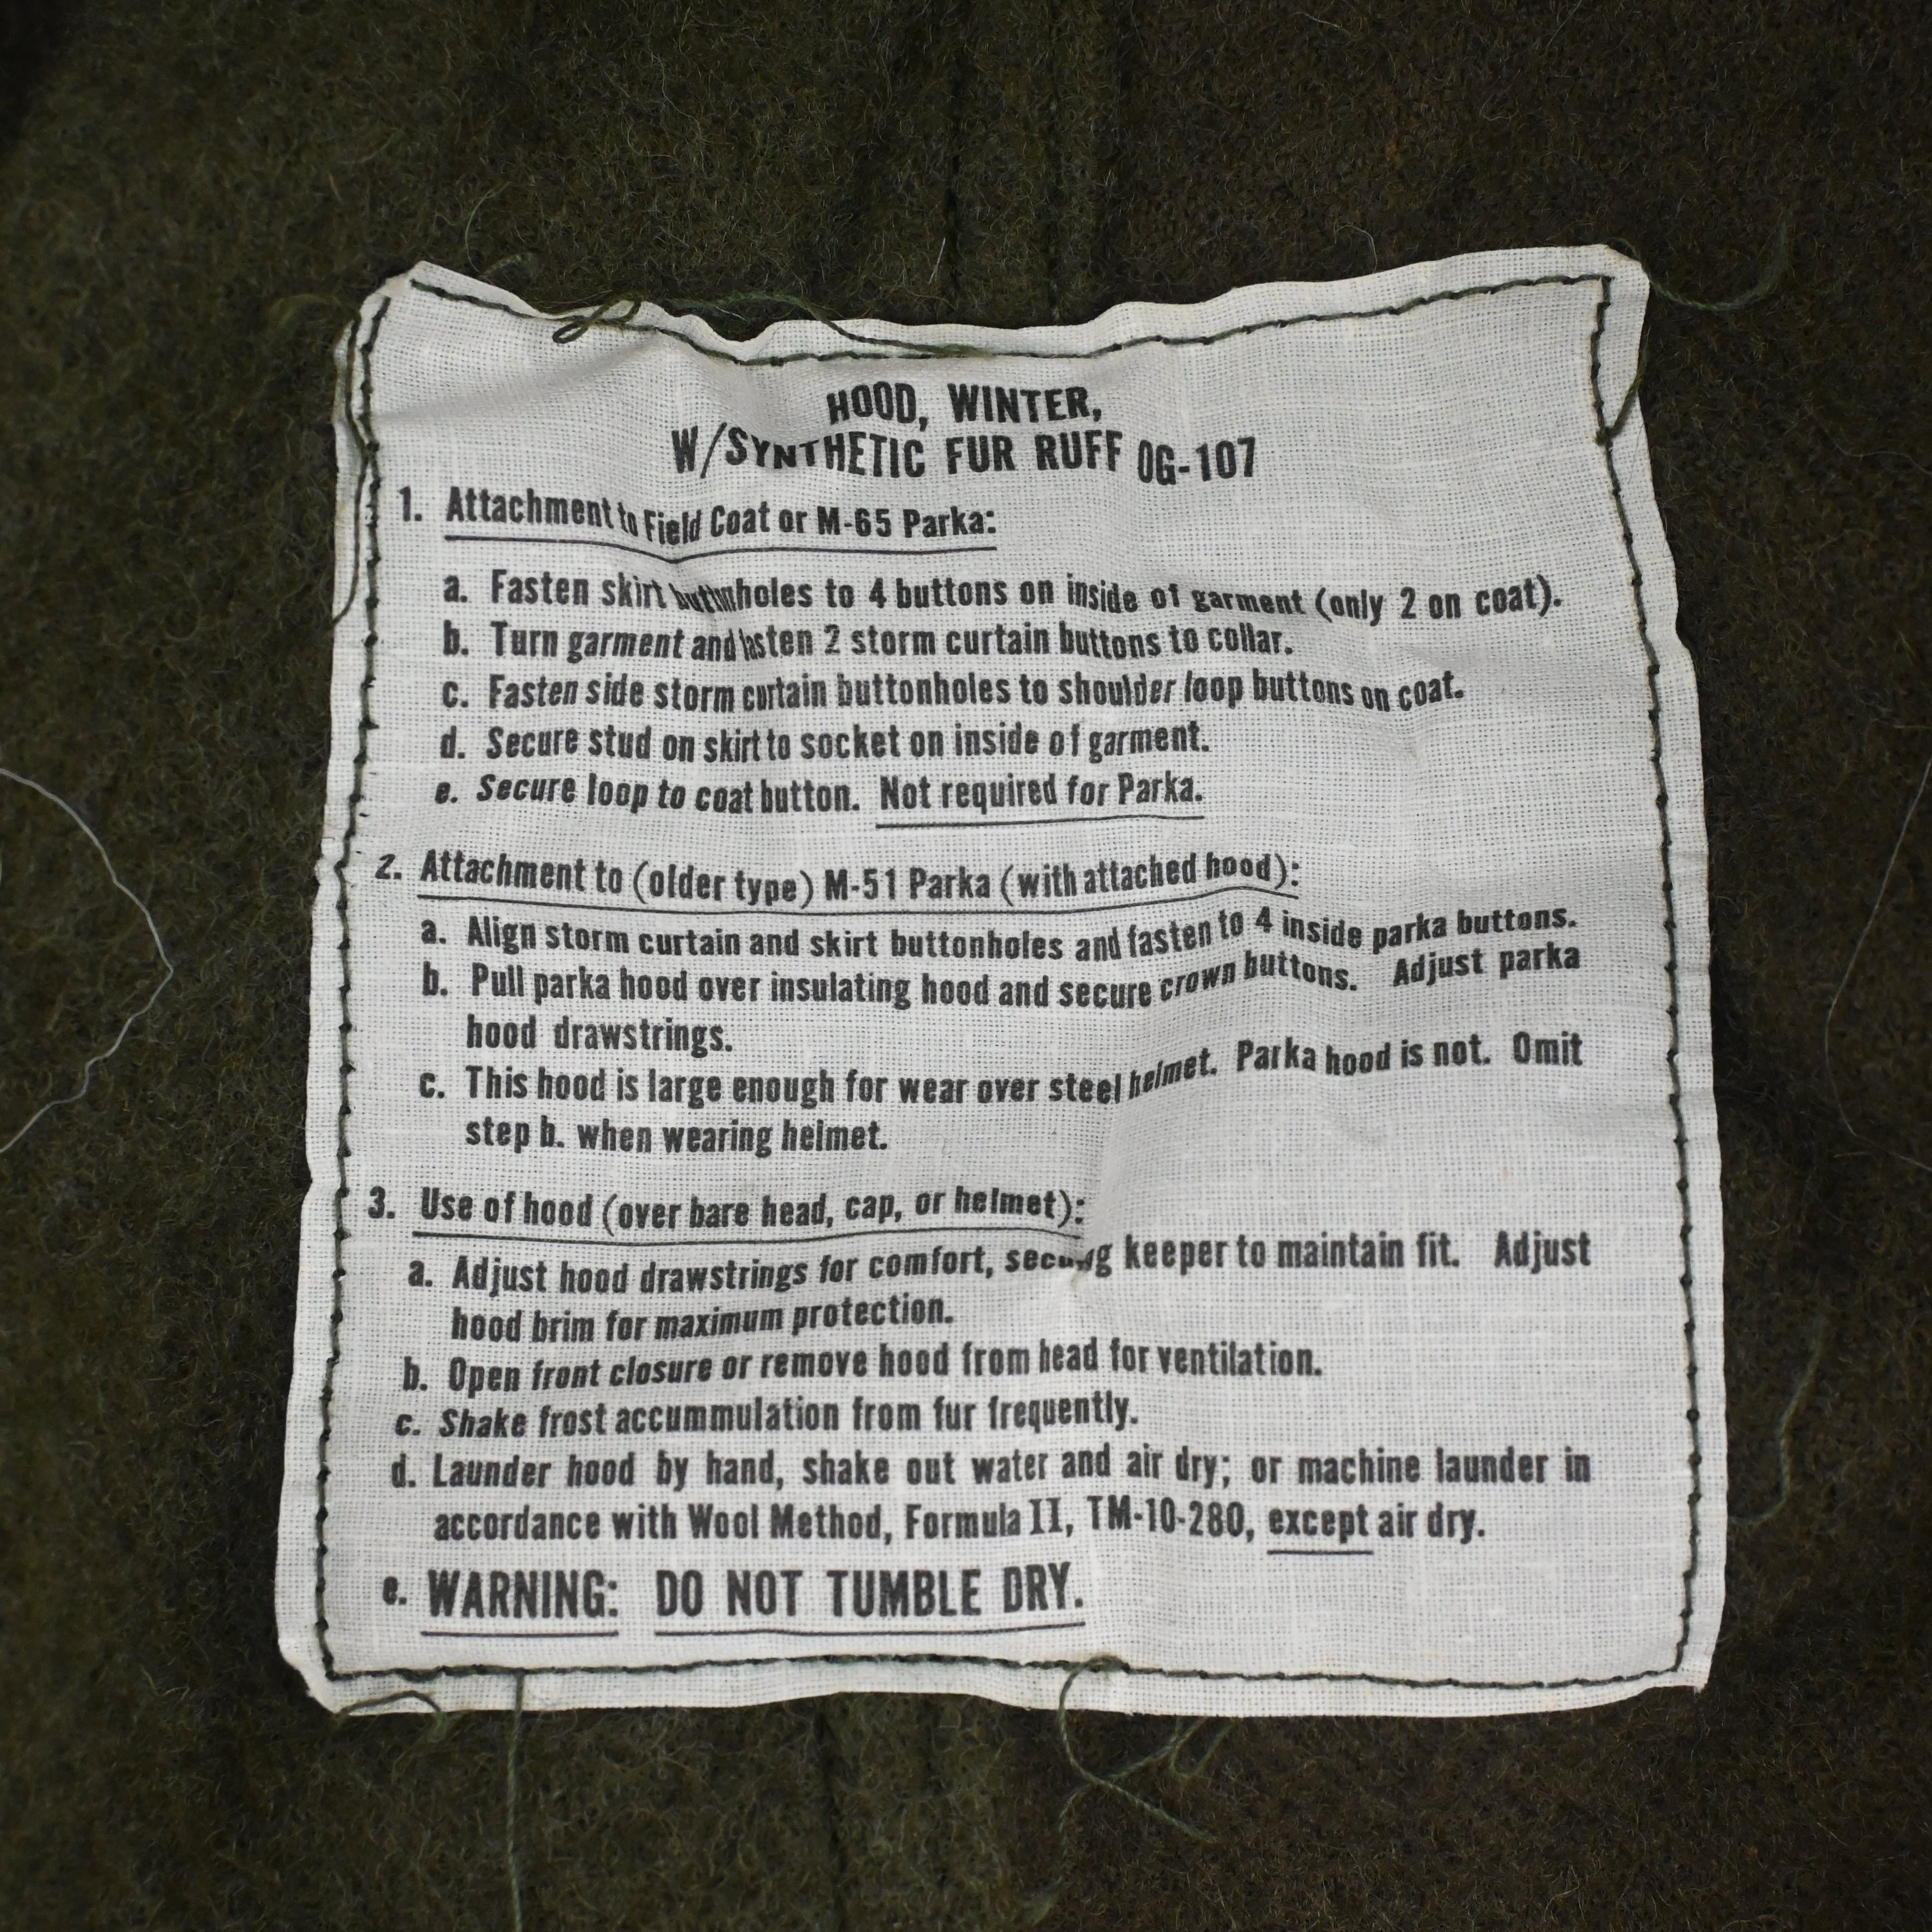 HOOD, WINTER,
W/SYNTHETIC FUR RUFF OG-107
1. Attachment to Field Coat or M-65 Parka:
a. Fasten skirt buttonholes to 4 buttons on inside of garment (only 2 on coat).
b. Turn garment and fasten 2 storm curtain buttons to collar.
c. Fasten side storm curtain buttonholes to shoulder loop buttons on coat.
d. Secure stud on skirt to socket on inside of garment.
e. Secure loop to coat button. Not required for Parka.
2. Attachment to (older type) M-51 Parka (with attached hood):
a. Align storm curtain and skirt buttonholes and fasten to 4 inside parka buttons.
b. Pull parka hood over insulating hood and secure crown buttons. Adjust parka
hood drawstrings.
c. This hood is large enough for wear over steel helmet. Parka hood is not. Omit
step b. when wearing helmet.
3. Use of hood (over bare head, cap, or helmet):
a. Adjust hood drawstrings for comfort, securing keeper to maintain fit. Adjust
hood brim for maximum protection.
b. Open front closure or remove hood from head for ventilation.
c. Shake frost accummulation from fur frequently.
d. Launder hood by hand, shake out water and air dry; or machine launder in
accordance with Wool Method, Formula II, TM-10-280, except air dry.
e. WARNING: DO NOT TUMBLE DRY.